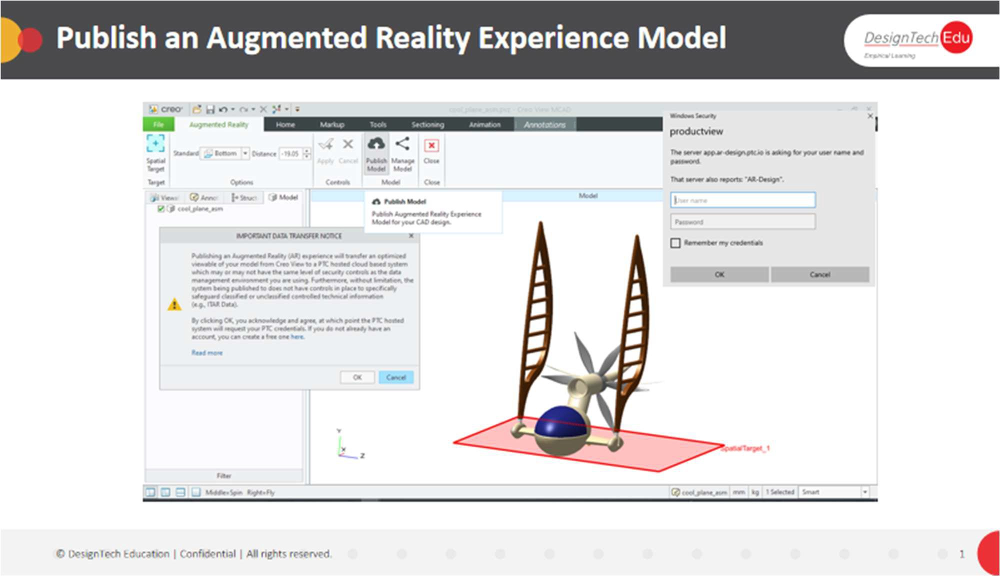 Publish an Augmented Reality Experience Model
DesignTech Edu
Empirical Learning
creo
cool_plane_asm.pvz - Creo View MCAD
File
Augmented Reality
Home
Markup
Tools
Sectioning
Animation
Annotations
Spatial
Target
Standard
Bottom
Distance
-19.05
Apply
Cancel
Publish
Model
Manage
Model
Close
Target
Options
Controls
Model
Close
Annot
Struct
Model
cool_plane_asm
Model
Publish Model
Publish Augmented Reality Experience
Model for your CAD design.
IMPORTANT DATA TRANSFER NOTICE
Publishing an Augmented Reality (AR) experience will transfer an optimized
viewable of your model from Creo View to a PTC hosted cloud based system
which may or may not have the same level of security controls as the data
management environment you are using. Furthermore, without limitation, the
system being published to does not have controls in place to specifically
safeguard classified or unclassified controlled technical information
(e.g., ITAR Data).
By clicking OK, you acknowledge and agree, at which point the PTC hosted
system will request your PTC credentials. If you do not already have an
account, you can create a free one here.
Read more
OK
Cancel
Windows Security
productview
The server app.ar-design.ptc.io is asking for your user name and
password.
That server also reports: "AR-Design".
User name
Password
Remember my credentials
OK
Cancel
Y
X
Z
SpatialTarget_1
Filter
Middle=Spin Right=Fly
cool_plane_asm
mm
kg
1 Selected
Smart
© DesignTech Education | Confidential | All rights reserved.
1